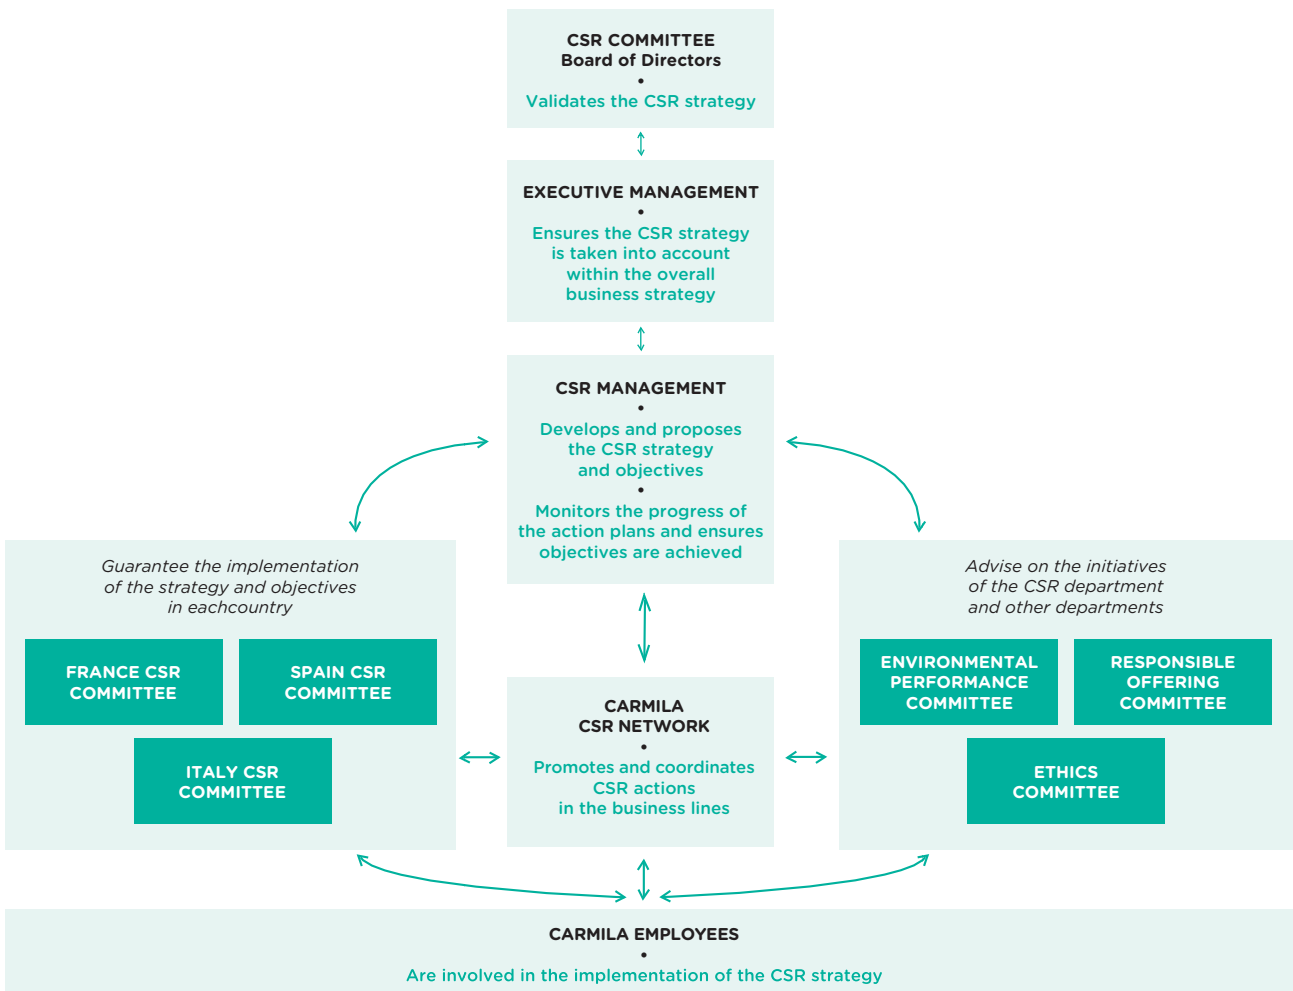 CSR COMMITTEE
Board of Directors
•
Validates the CSR strategy
EXECUTIVE MANAGEMENT
•
Ensures the CSR strategy
is taken into account
within the overall
business strategy
CSR MANAGEMENT
•
Develops and proposes
the CSR strategy
and objectives
•
Monitors the progress of
the action plans and ensures
objectives are achieved
Guarantee the implementation
of the strategy and objectives
in eachcountry
FRANCE CSR
COMMITTEE
SPAIN CSR
COMMITTEE
ITALY CSR
COMMITTEE
CARMILA
CSR NETWORK
•
Promotes and coordinates
CSR actions
in the business lines
Advise on the initiatives
of the CSR department
and other departments
ENVIRONMENTAL
PERFORMANCE
COMMITTEE
RESPONSIBLE
OFFERING
COMMITTEE
ETHICS
COMMITTEE
CARMILA EMPLOYEES
•
Are involved in the implementation of the CSR strategy